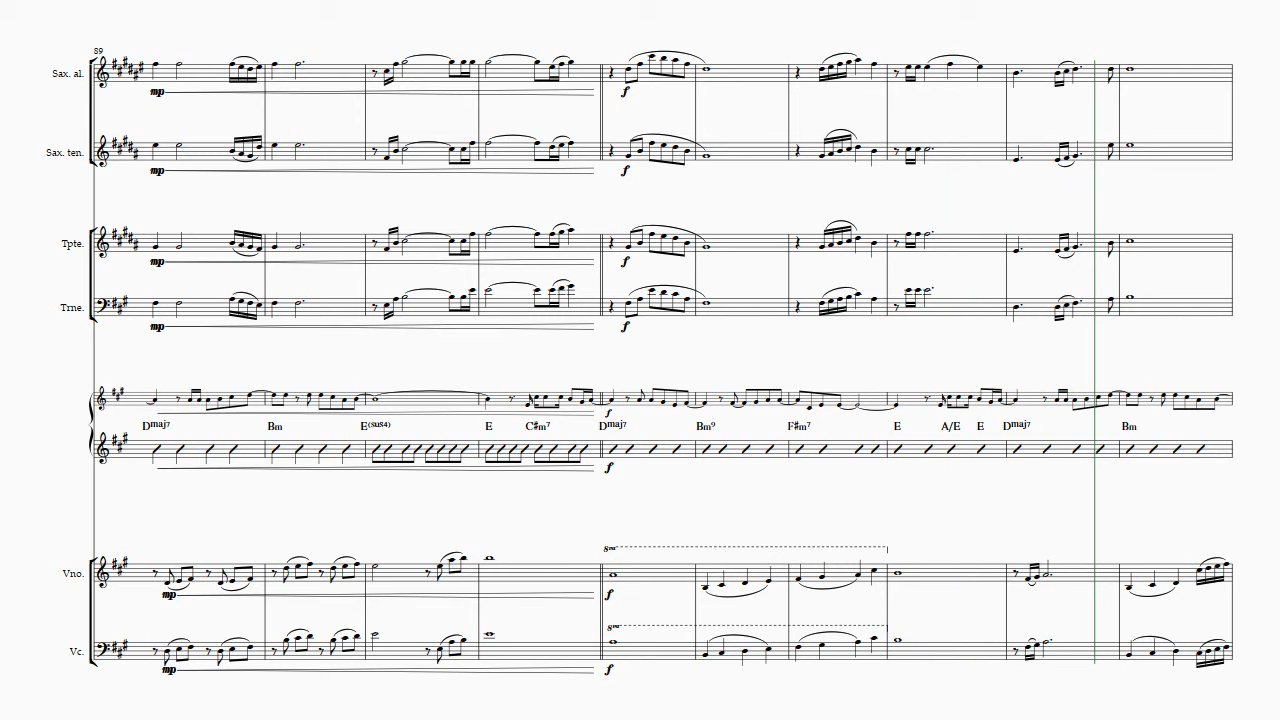 89
Sax. al.
mp f
Sax. ten.
mp f
Tpte.
mp f
Trne.
mp f
f
Dmaj7 Bm E(sus4) E C♯m7 Dmaj7 Bm9 F♯m7 E A/E E Dmaj7 Bm
f
8va
Vno.
mp f
8va
Vc.
mp f